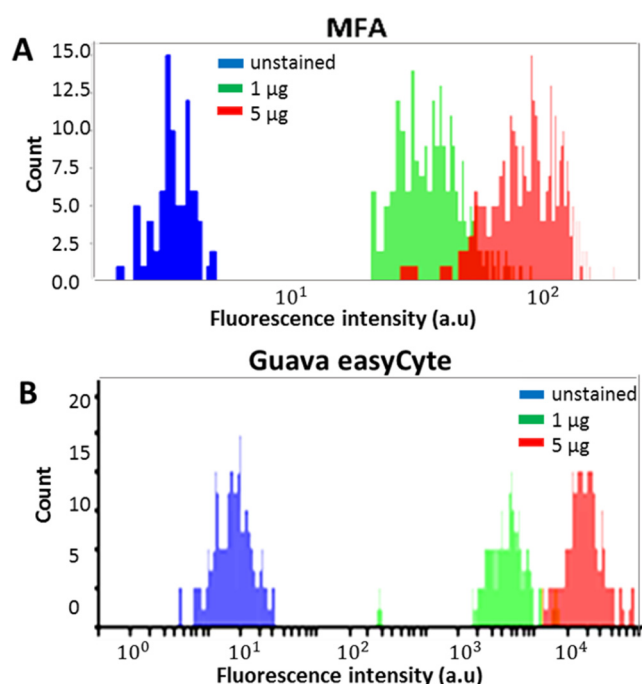 MFA
A
unstained
1 µg
5 µg
15.0
12.5
10.0
7.5
5.0
2.5
0.0
Count
10¹
10²
Fluorescence intensity (a.u)
Guava easyCyte
B
unstained
1 µg
5 µg
20
15
10
5
0
Count
10⁰
10¹
10²
10³
10⁴
Fluorescence intensity (a.u)